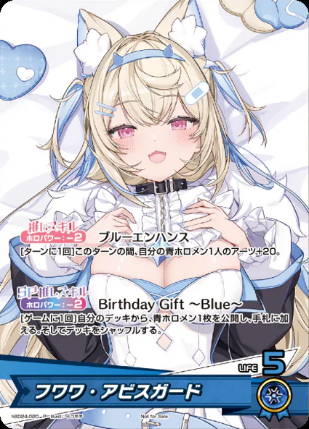 推しスキル
ホロパワー：-2
ブルーエンハンス
[ターンに1回]このターンの間、自分の青ホロメン1人のアーツ+20。
SP推しスキル
ホロパワー：-2
Birthday Gift ～Blue～
[ゲームに1回]自分のデッキから、青ホロメン1枚を公開し、手札に加
える。そしてデッキをシャッフルする。
LIFE 5
フワワ・アビスガード
Not for Sale